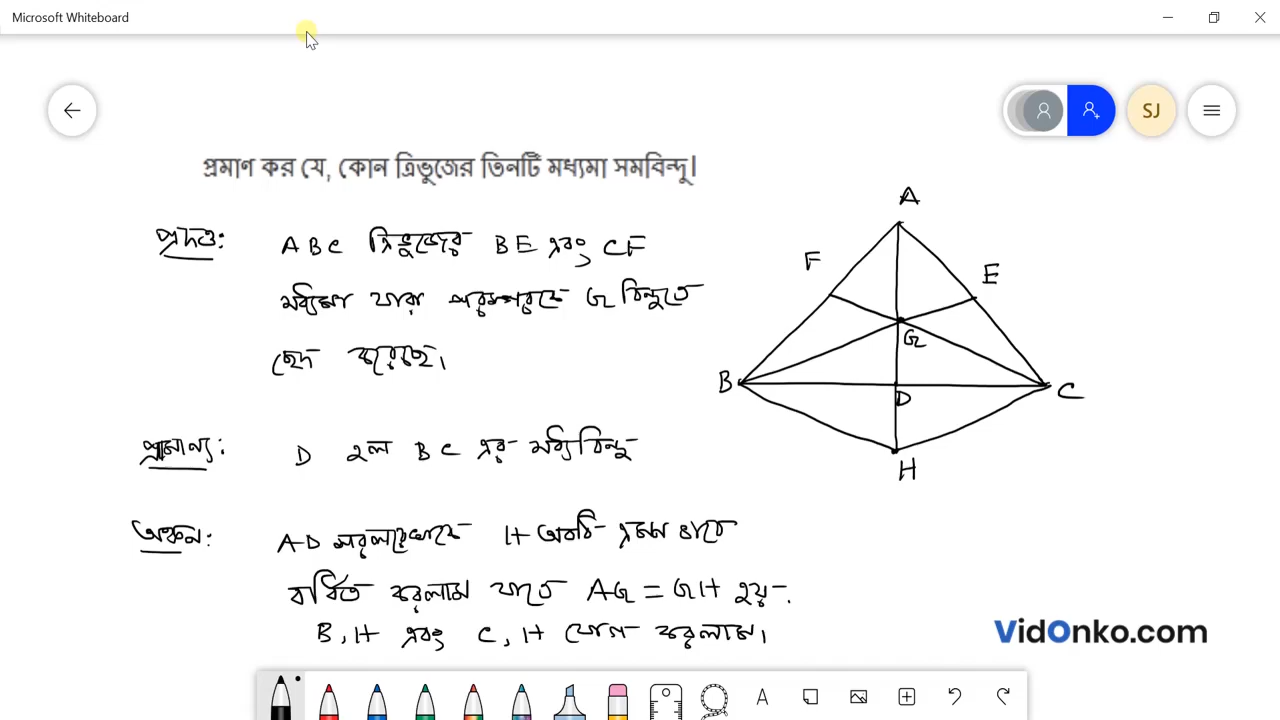 Microsoft Whiteboard
SJ
প্রমাণ কর যে, কোন ত্রিভুজের তিনটি মধ্যমা সমবিন্দু।
প্রদত্ত: ABC ত্রিভুজের BE এবং CF
মধ্যমা যারা পরস্পরকে G বিন্দুতে
ছেদ করেছে।
প্রামাণ্য: D হল BC এর মধ্যবিন্দু
অঙ্কন: AD সরলরেখাকে H অবধি এমন ভাবে
বর্ধিত করলাম যাতে AG = GH হয়।
B, H এবং C, H যোগ করলাম।
A
F
E
G
B
D
C
H
VidOnko.com